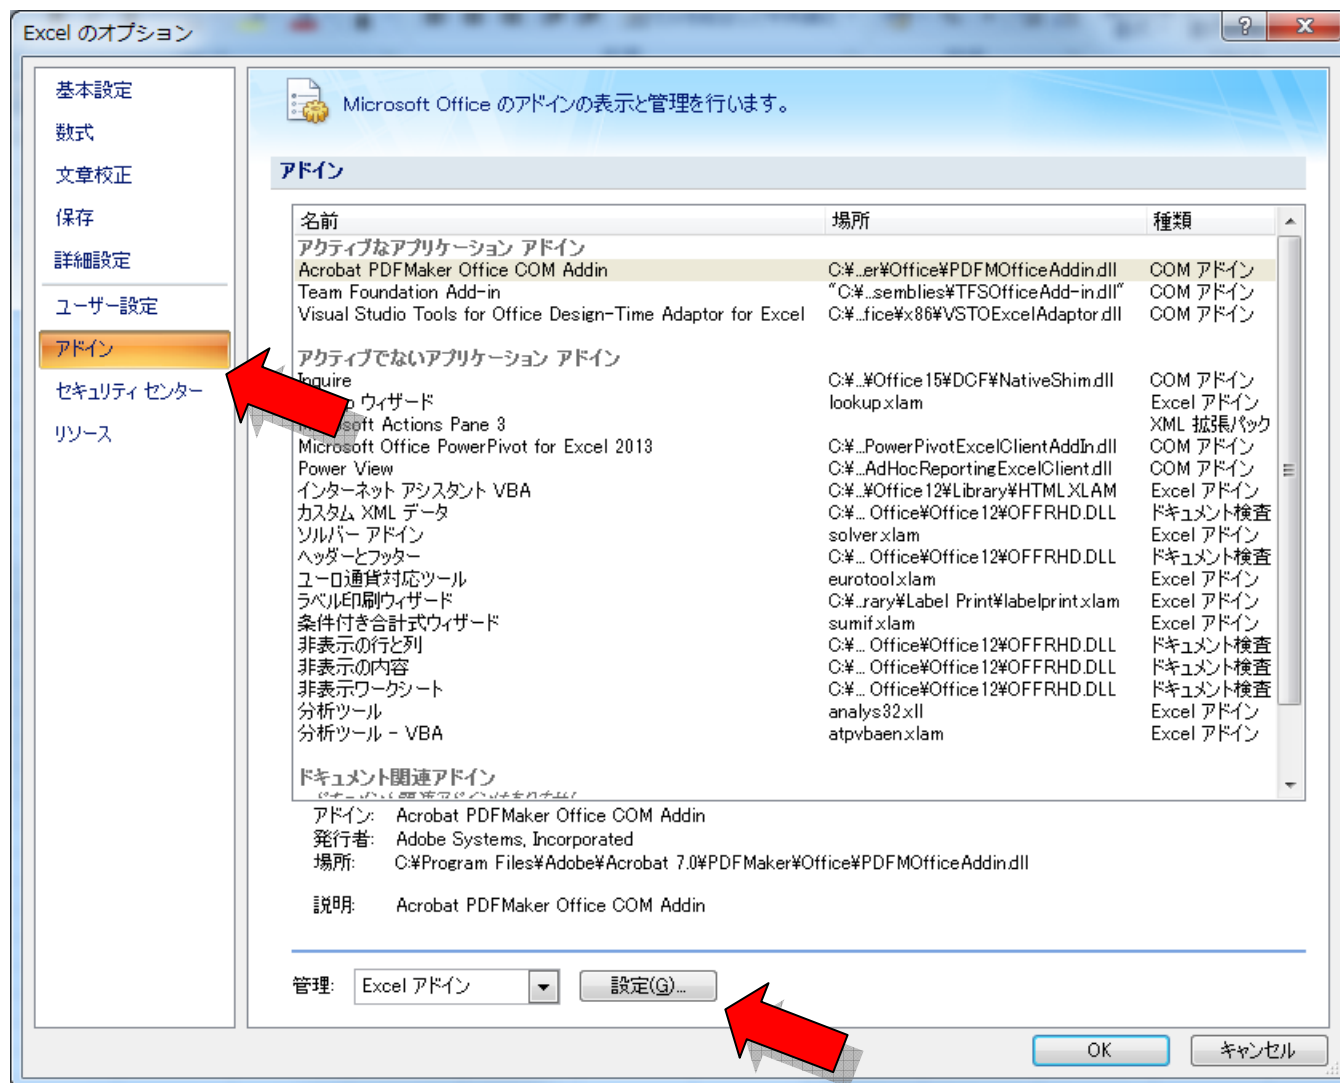 Excel のオプション
基本設定
数式
文章校正
保存
詳細設定
ユーザー設定
アドイン
セキュリティ センター
リソース
Microsoft Office のアドインの表示と管理を行います。
アドイン
名前 場所 種類
アクティブなアプリケーション アドイン
Acrobat PDFMaker Office COM Addin C:¥...er¥Office¥PDFMOfficeAddin.dll COM アドイン
Team Foundation Add-in "C:¥...semblies¥TFSOfficeAdd-in.dll" COM アドイン
Visual Studio Tools for Office Design-Time Adaptor for Excel C:¥...fice¥x86¥VSTOExcelAdaptor.dll COM アドイン
アクティブでないアプリケーション アドイン
Inquire C:¥...¥Office15¥DCF¥NativeShim.dll COM アドイン
ウィザード lookup.xlam Excel アドイン
Actions Pane 3 XML 拡張パック
Microsoft Office PowerPivot for Excel 2013 C:¥...PowerPivotExcelClientAddIn.dll COM アドイン
Power View C:¥...AdHocReportingExcelClient.dll COM アドイン
インターネット アシスタント VBA C:¥...¥Office12¥Library¥HTML.XLAM Excel アドイン
カスタム XML データ C:¥... Office¥Office12¥OFFRHD.DLL ドキュメント検査
ソルバー アドイン solver.xlam Excel アドイン
ヘッダーとフッター C:¥... Office¥Office12¥OFFRHD.DLL ドキュメント検査
ユーロ通貨対応ツール eurotool.xlam Excel アドイン
ラベル印刷ウィザード C:¥...rary¥Label Print¥labelprint.xlam Excel アドイン
条件付き合計式ウィザード sumif.xlam Excel アドイン
非表示の行と列 C:¥... Office¥Office12¥OFFRHD.DLL ドキュメント検査
非表示の内容 C:¥... Office¥Office12¥OFFRHD.DLL ドキュメント検査
非表示ワークシート C:¥... Office¥Office12¥OFFRHD.DLL ドキュメント検査
分析ツール analys32.xll Excel アドイン
分析ツール - VBA atpvbaen.xlam Excel アドイン
ドキュメント関連アドイン
アドイン: Acrobat PDFMaker Office COM Addin
発行者: Adobe Systems, Incorporated
場所: C:¥Program Files¥Adobe¥Acrobat 7.0¥PDFMaker¥Office¥PDFMOfficeAddin.dll
説明: Acrobat PDFMaker Office COM Addin
管理: Excel アドイン 設定(G)...
OK キャンセル